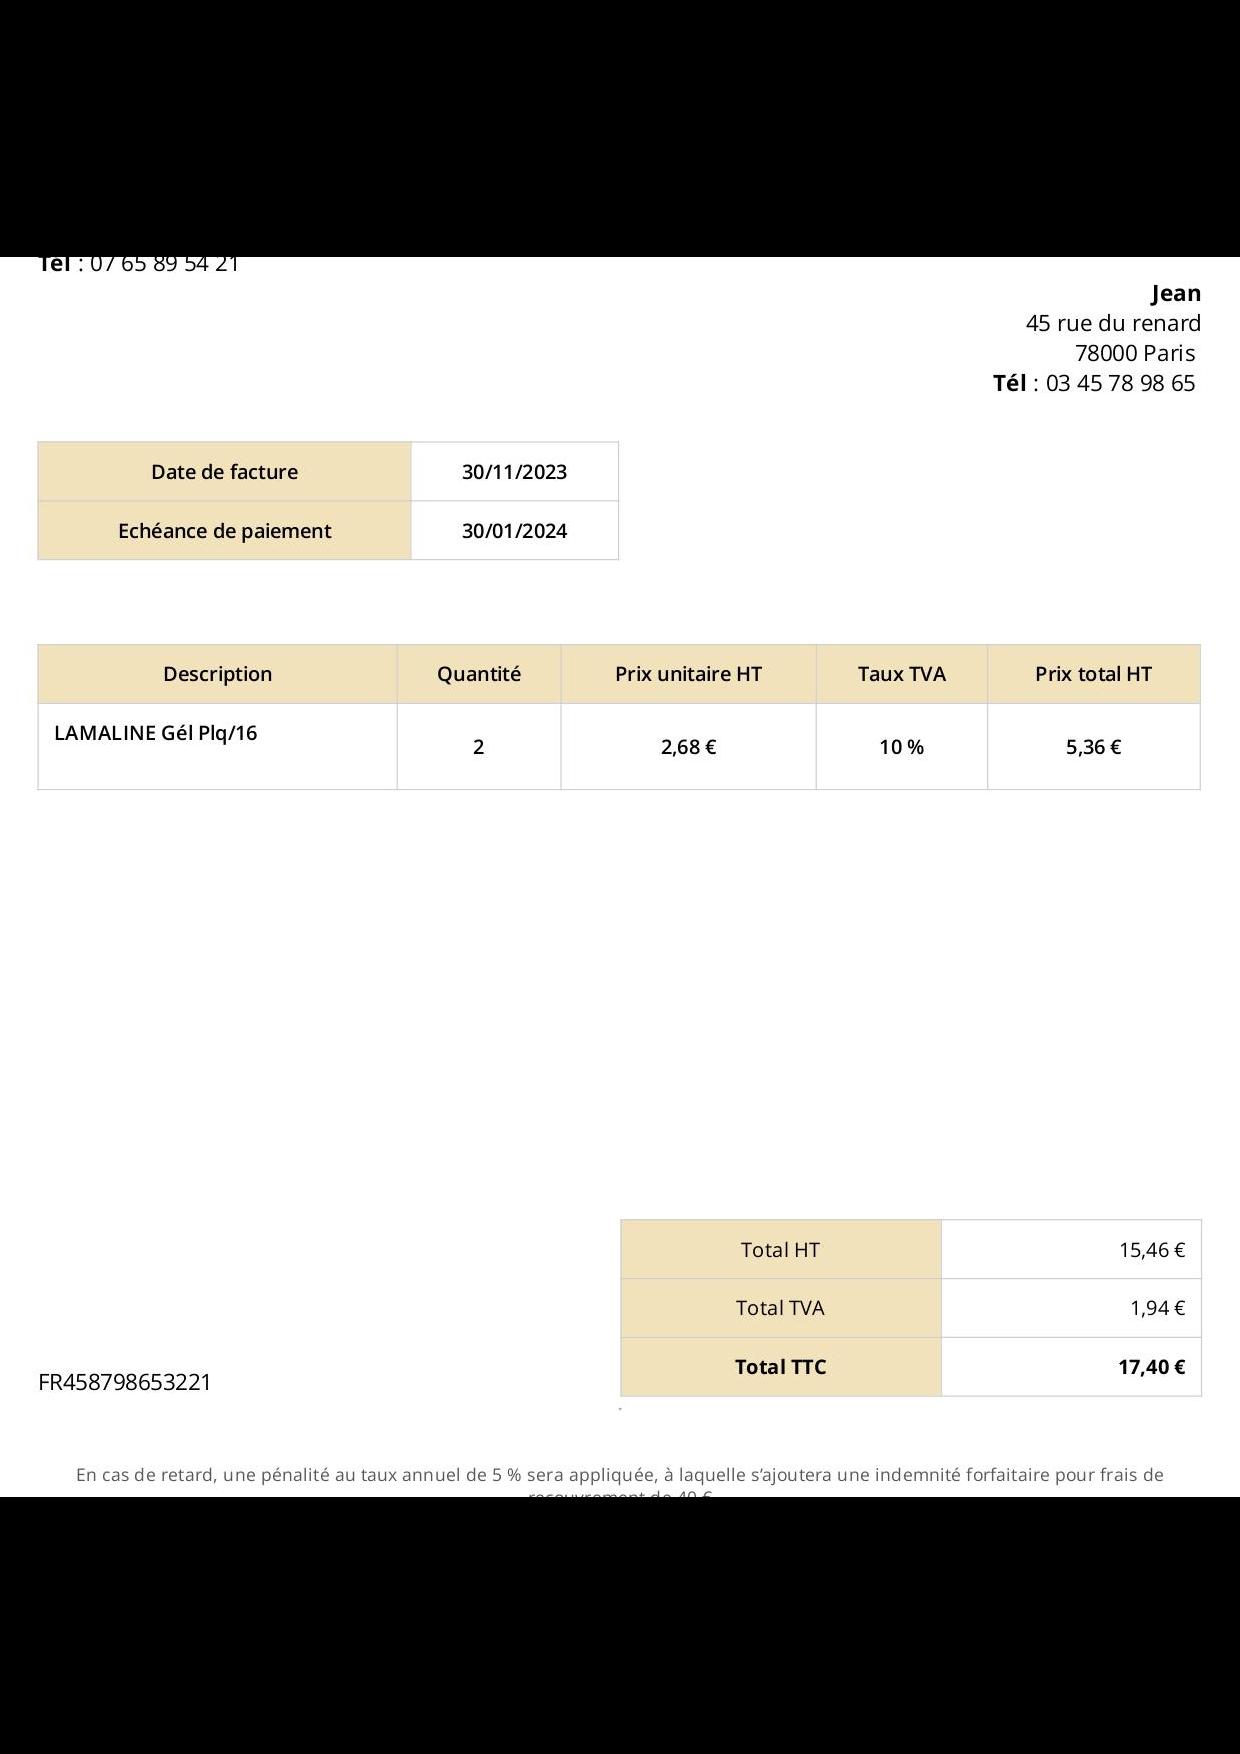 Tél : 07 65 89 54 21
Jean
45 rue du renard
78000 Paris
Tél : 03 45 78 98 65
Date de facture 30/11/2023
Echéance de paiement 30/01/2024
Description Quantité Prix unitaire HT Taux TVA Prix total HT
LAMALINE Gél Plq/16 2 2,68 € 10 % 5,36 €
Total HT 15,46 €
Total TVA 1,94 €
Total TTC 17,40 €
FR458798653221
En cas de retard, une pénalité au taux annuel de 5 % sera appliquée, à laquelle s’ajoutera une indemnité forfaitaire pour frais de
recouvrement de 40 €